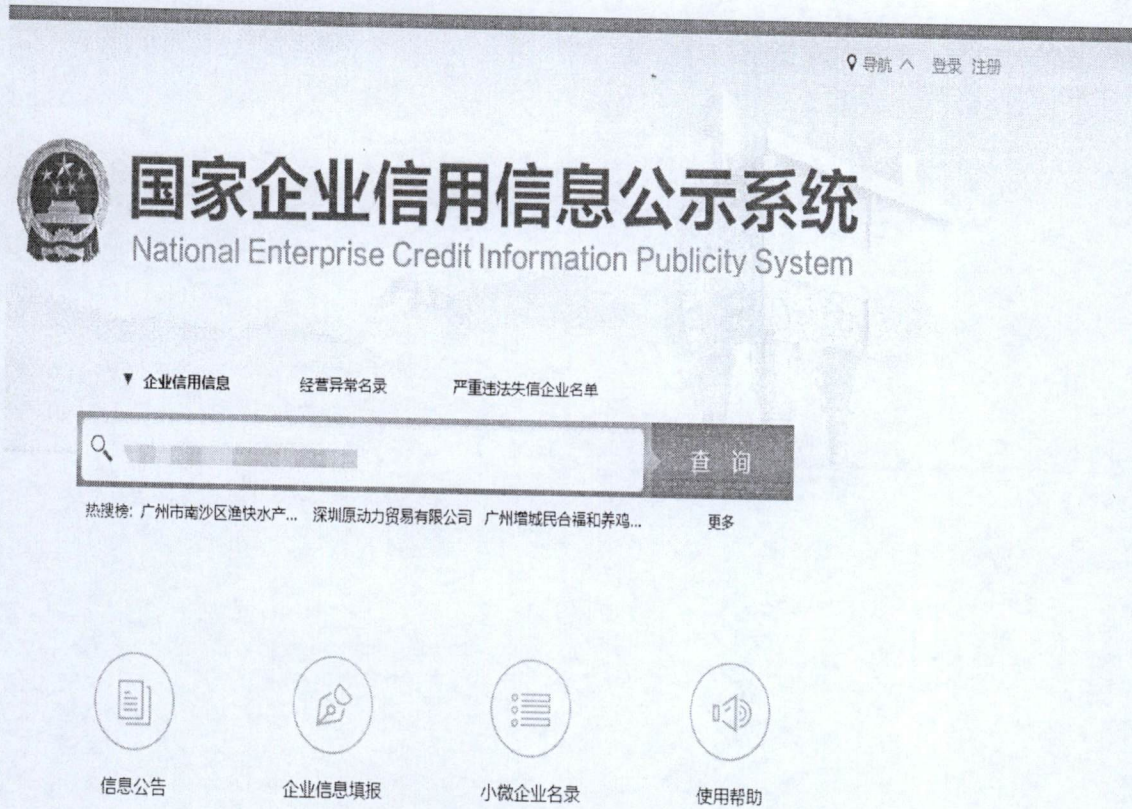 导航 へ 登录 注册
国家企业信用信息公示系统
National Enterprise Credit Information Publicity System
企业信用信息 经营异常名录 严重违法失信企业名单
查 询
热搜榜: 广州市南沙区渔快水产... 深圳原动力贸易有限公司 广州增城民合福和养鸡... 更多
信息公告 企业信息填报 小微企业名录 使用帮助